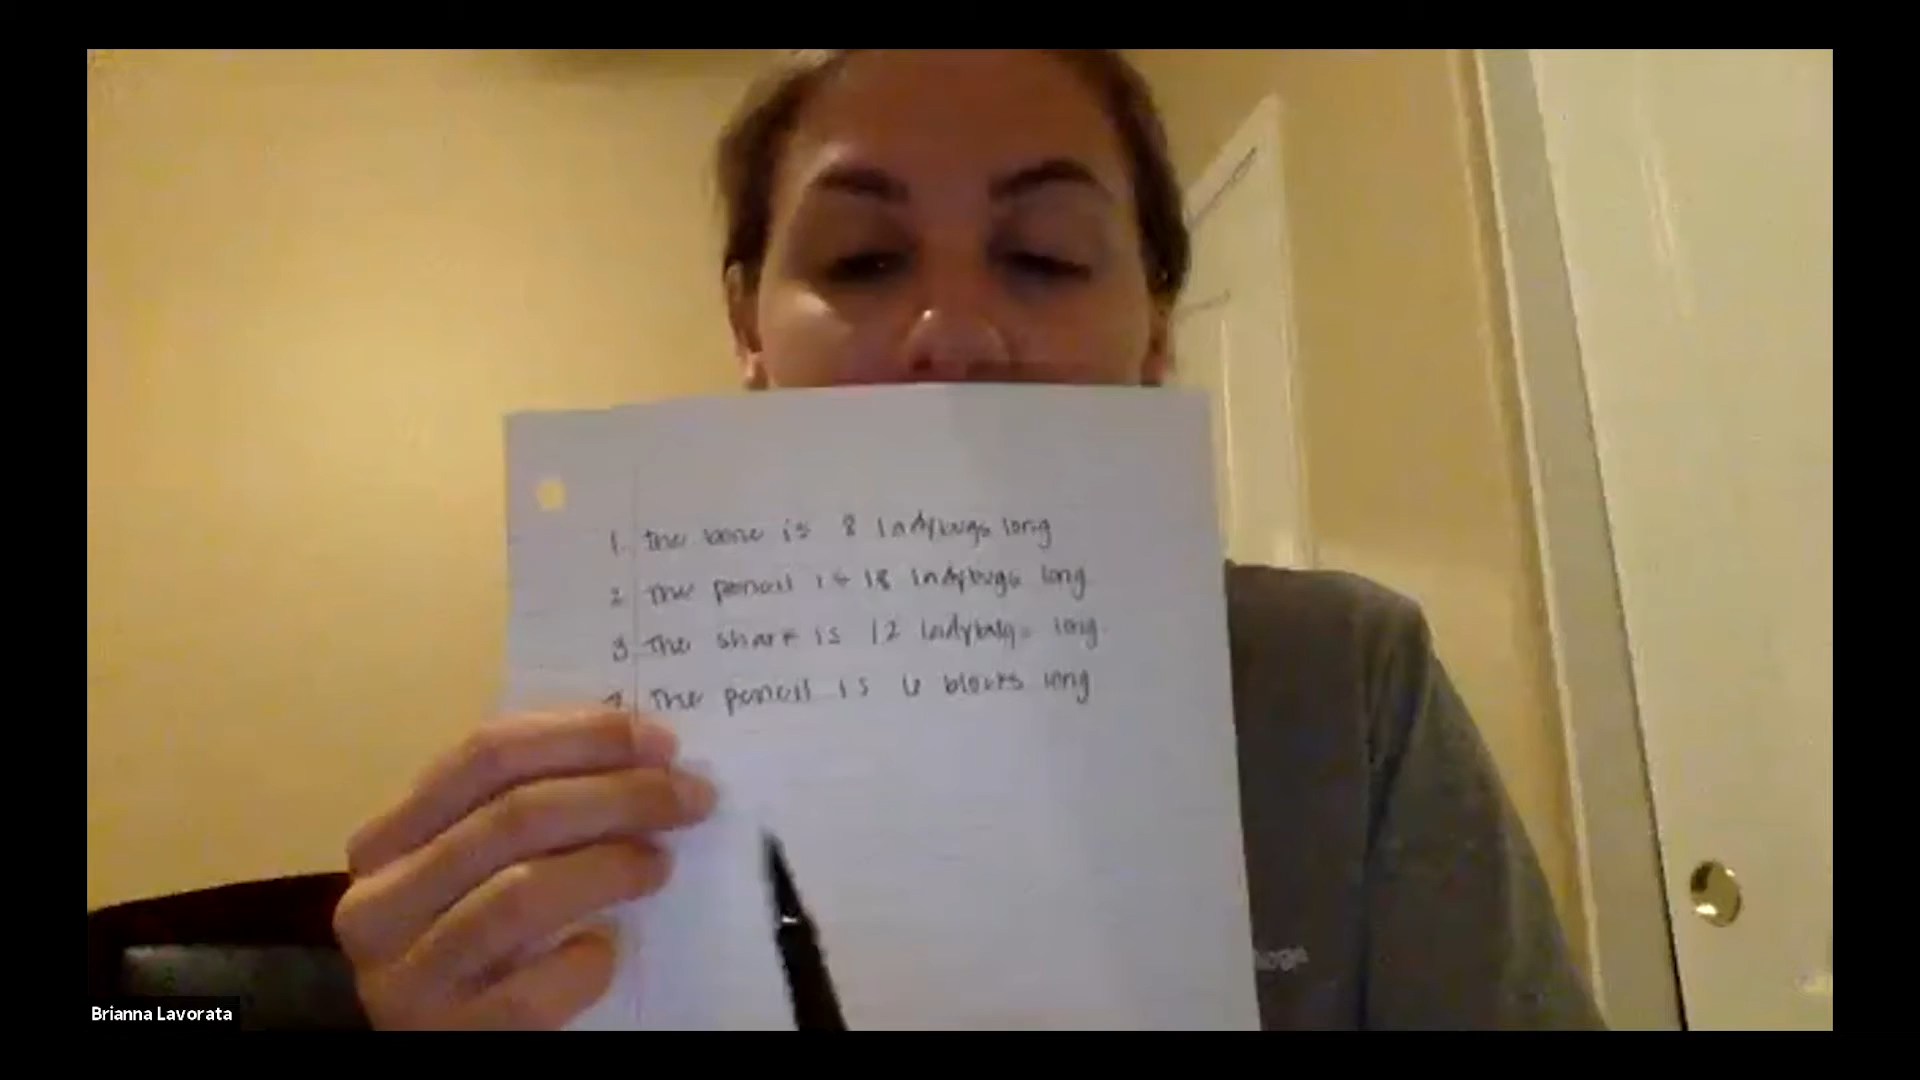 1. the bone is 8 ladybugs long
2 The pencil is 18 ladybugs long
3 The shark is 12 ladybugs long.
The pencil is 6 blocks long
Brianna Lavorata